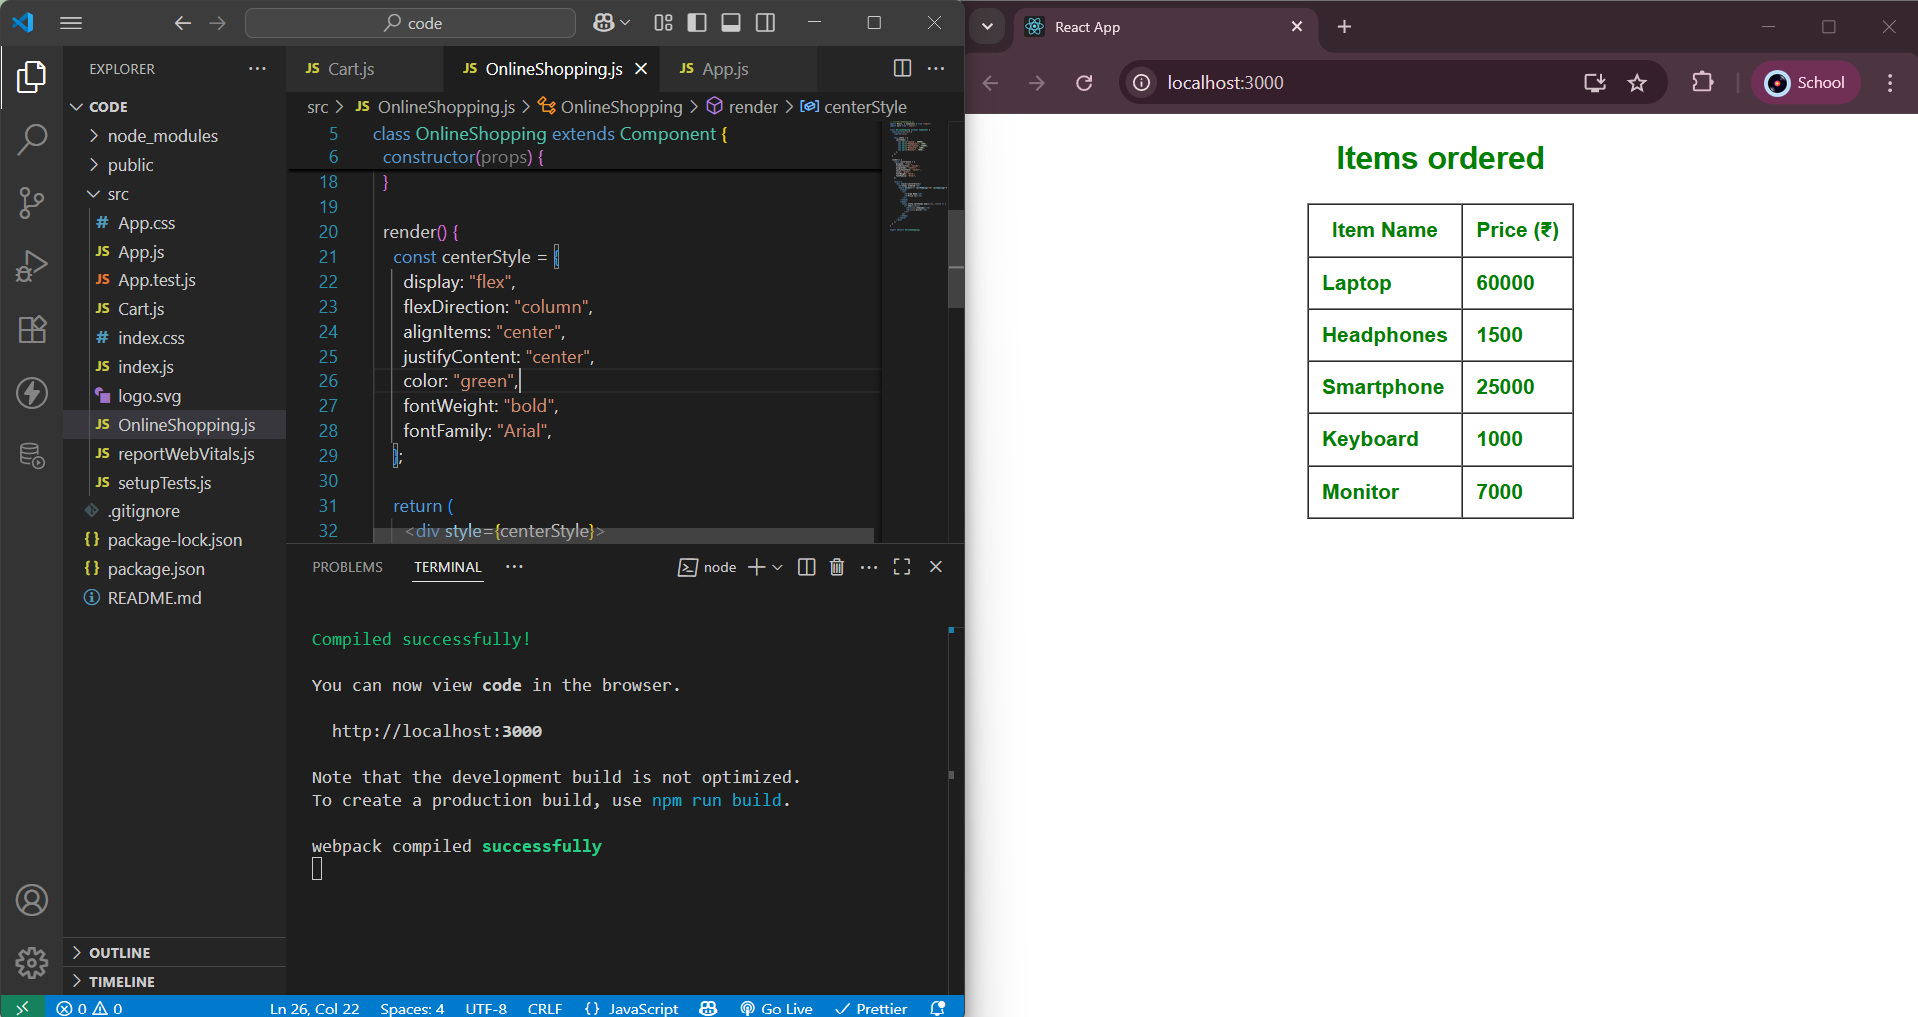 code
EXPLORER
CODE
node_modules
public
src
# App.css
JS App.js
JS App.test.js
JS Cart.js
# index.css
JS index.js
logo.svg
JS OnlineShopping.js
JS reportWebVitals.js
JS setupTests.js
.gitignore
{} package-lock.json
{} package.json
README.md
OUTLINE
TIMELINE
JS Cart.js
JS OnlineShopping.js
JS App.js
src > JS OnlineShopping.js > OnlineShopping > render > centerStyle
5 class OnlineShopping extends Component {
6 constructor(props) {
18 }
19
20 render() {
21 const centerStyle = {
22 display: "flex",
23 flexDirection: "column",
24 alignItems: "center",
25 justifyContent: "center",
26 color: "green",
27 fontWeight: "bold",
28 fontFamily: "Arial",
29 };
30
31 return (
32 <div style={centerStyle}>
PROBLEMS TERMINAL ··· node
Compiled successfully!
You can now view code in the browser.
http://localhost:3000
Note that the development build is not optimized.
To create a production build, use npm run build.
webpack compiled successfully
0 0 Ln 26, Col 22 Spaces: 4 UTF-8 CRLF {} JavaScript Go Live Prettier
React App
localhost:3000
School
Items ordered
Item Name Price (₹)
Laptop 60000
Headphones 1500
Smartphone 25000
Keyboard 1000
Monitor 7000